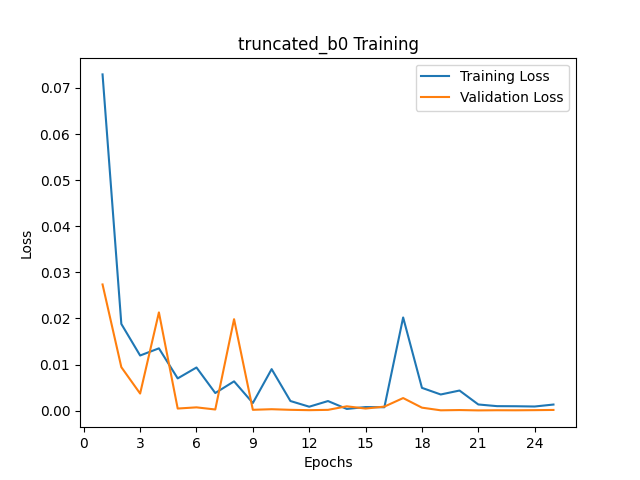 truncated_b0 Training
Training Loss
Validation Loss
0.07
0.06
0.05
0.04
0.03
0.02
0.01
0.00
Loss
0 3 6 9 12 15 18 21 24
Epochs